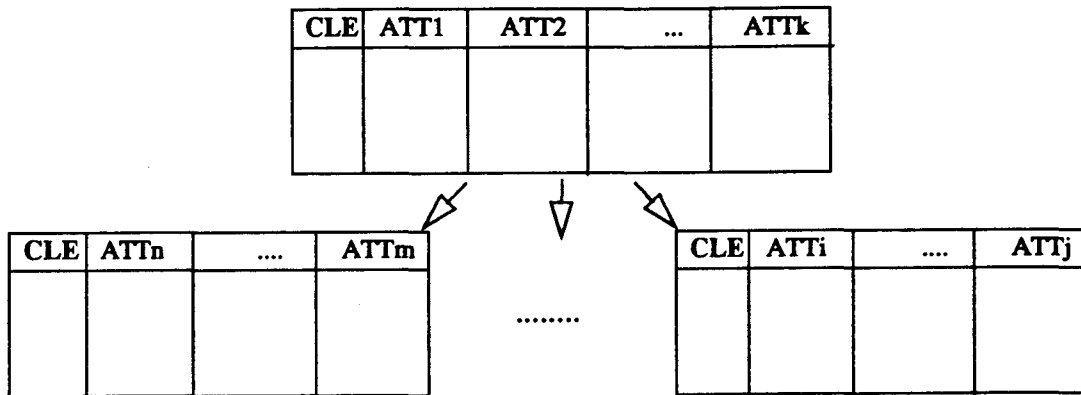 CLE ATT1 ATT2 ... ATTk
CLE ATTn .... ATTm
........
CLE ATTi .... ATTj